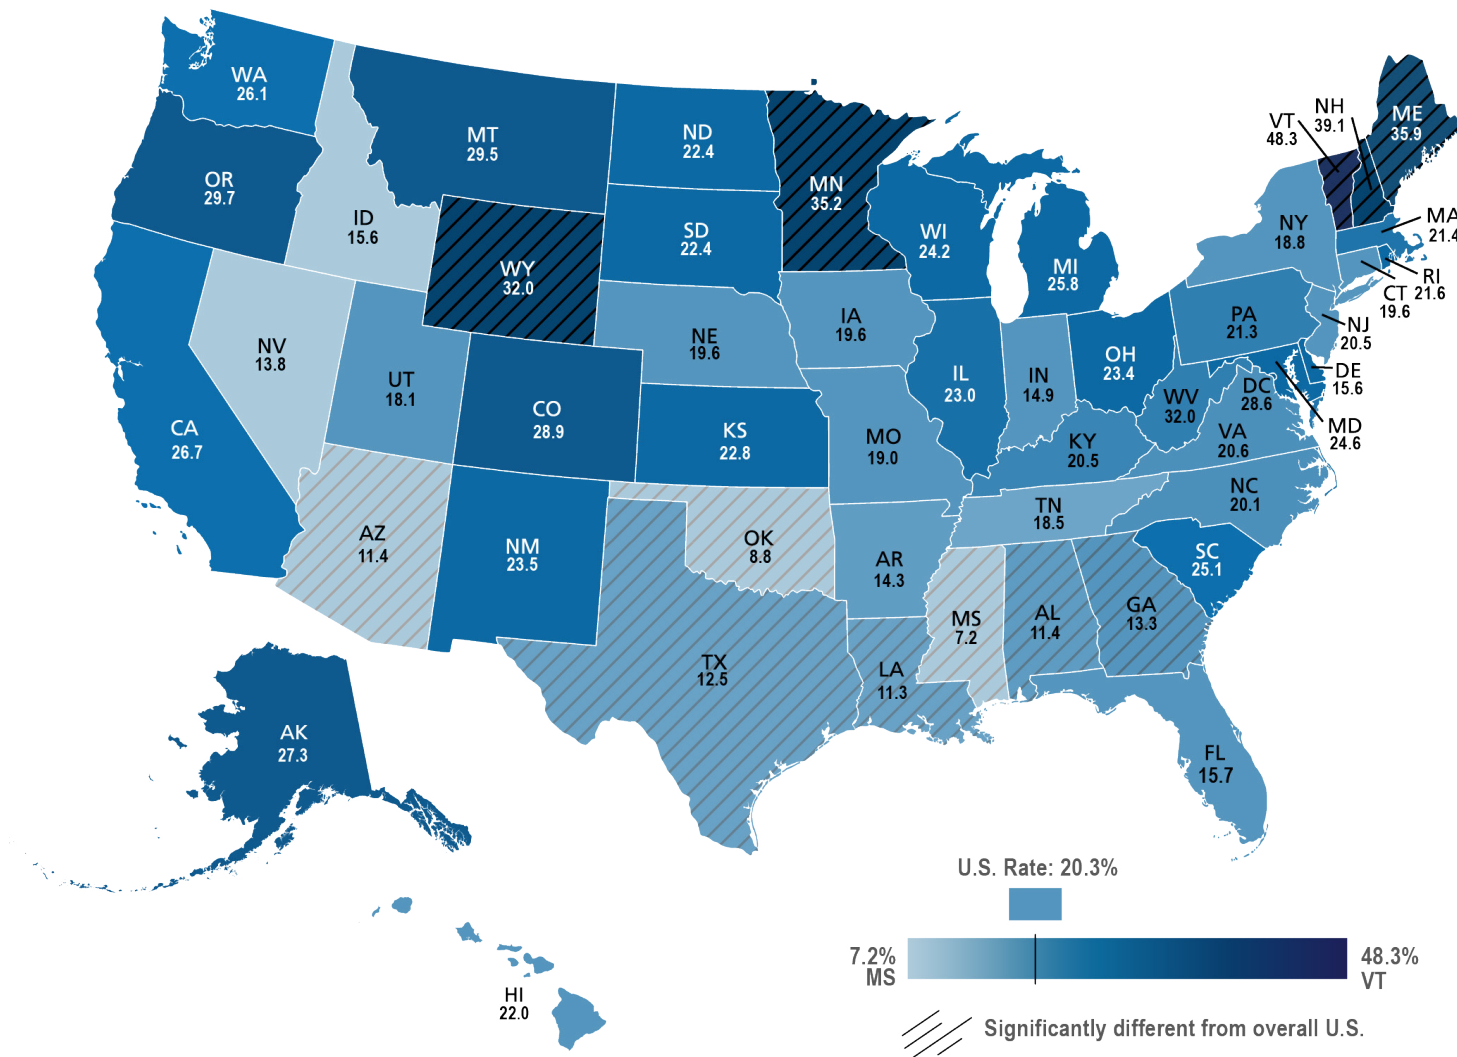 WA
26.1
OR
29.7
CA
26.7
ID
15.6
NV
13.8
MT
29.5
WY
32.0
UT
18.1
AZ
11.4
CO
28.9
NM
23.5
ND
22.4
SD
22.4
NE
19.6
KS
22.8
OK
8.8
TX
12.5
MN
35.2
IA
19.6
MO
19.0
AR
14.3
LA
11.3
WI
24.2
IL
23.0
MI
25.8
IN
14.9
OH
23.4
KY
20.5
TN
18.5
MS
7.2
AL
11.4
GA
13.3
FL
15.7
SC
25.1
NC
20.1
VA
20.6
WV
32.0
DC
28.6
PA
21.3
NY
18.8
VT
48.3
NH
39.1
ME
35.9
MA
21.4
RI
21.6
CT
19.6
NJ
20.5
DE
15.6
MD
24.6
AK
27.3
HI
22.0
U.S. Rate: 20.3%
7.2%
MS
48.3%
VT
Significantly different from overall U.S.